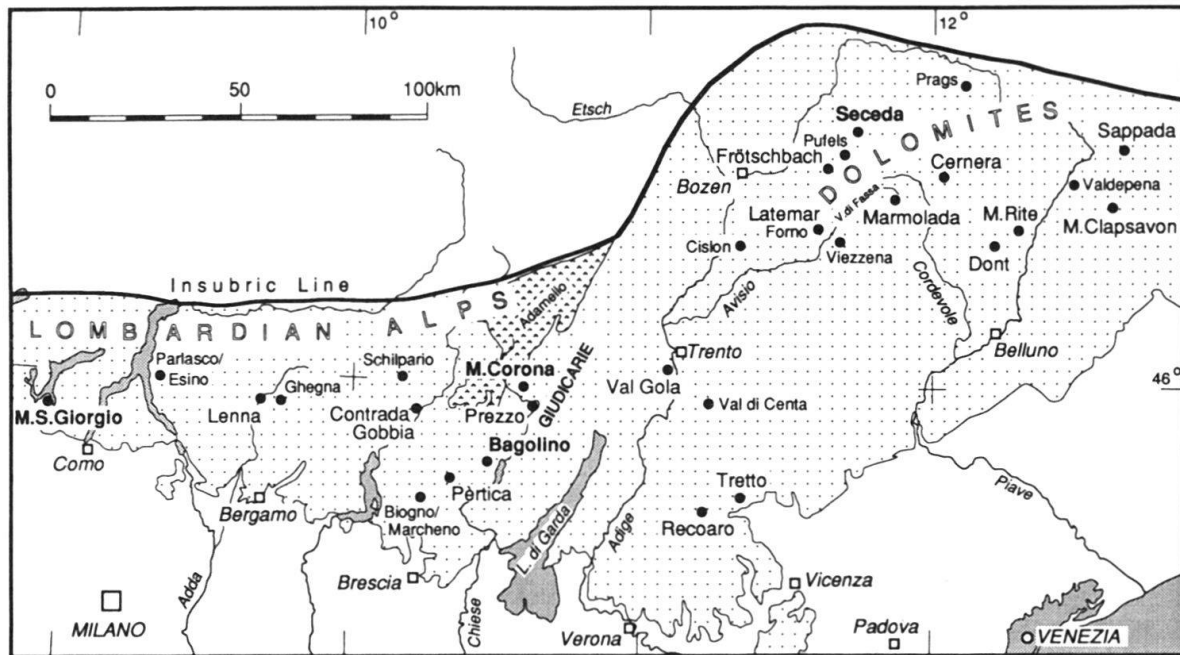 10°
12°
0 50 100km
Etsch
Prags
Seceda
Pufels
Frötschbach
Bozen
DOLOMITES
Sappada
Cernera
Valdepena
V.di Fassa
Marmolada
M.Clapsavon
Latemar
Forno
M.Rite
Cislon
Viezzena
Dont
Insubric Line
Adamello
Avisio
Cordevole
LOMBARDIAN ALPS
Belluno
Parlasco/
Esino
Schilpario
Trento
M.Corona
GIUDICARIE
46°
M.S.Giorgio
Ghegna
Lenna
Contrada
Gobbia
Prezzo
Val Gola
Val di Centa
Como
Bagolino
Piave
Bergamo
Pèrtica
Tretto
Biogno/
Marcheno
L. di Garda
Adige
Recoaro
Adda
Brescia
Chiese
Vicenza
MILANO
Verona
Padova
VENEZIA